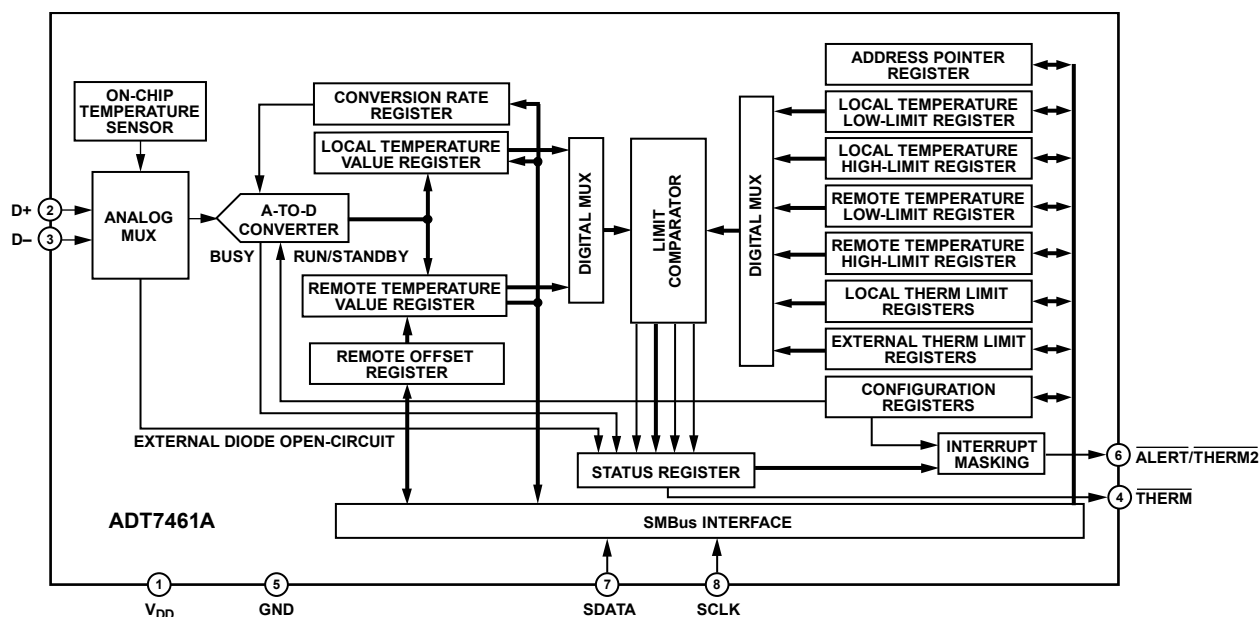 ADDRESS POINTER
REGISTER
ON-CHIP
TEMPERATURE
SENSOR
CONVERSION RATE
REGISTER
LOCAL TEMPERATURE
LOW-LIMIT REGISTER
LOCAL TEMPERATURE
VALUE REGISTER
LOCAL TEMPERATURE
HIGH-LIMIT REGISTER
D+
2
D–
3
ANALOG
MUX
A-TO-D
CONVERTER
BUSY
RUN/STANDBY
DIGITAL MUX
LIMIT
COMPARATOR
DIGITAL MUX
REMOTE TEMPERATURE
LOW-LIMIT REGISTER
REMOTE TEMPERATURE
HIGH-LIMIT REGISTER
REMOTE TEMPERATURE
VALUE REGISTER
LOCAL THERM LIMIT
REGISTERS
REMOTE OFFSET
REGISTER
EXTERNAL THERM LIMIT
REGISTERS
CONFIGURATION
REGISTERS
EXTERNAL DIODE OPEN-CIRCUIT
INTERRUPT
MASKING
6
ALERT/THERM2
STATUS REGISTER
4
THERM
ADT7461A
SMBus INTERFACE
1
5
7
8
VDD
GND
SDATA
SCLK